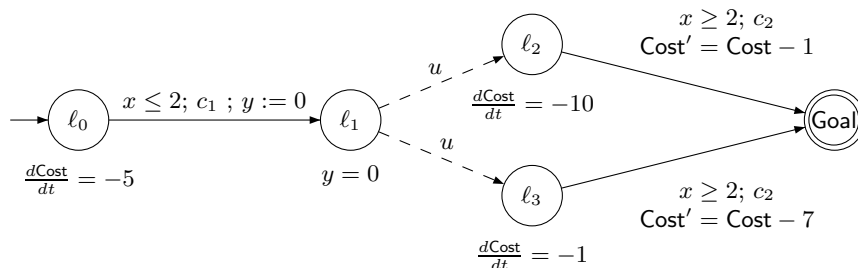 x ≥ 2; c₂
Cost′ = Cost − 1
ℓ₂
u
x ≤ 2; c₁ ; y := 0
dCost/dt = −10
ℓ₀
ℓ₁
Goal
dCost/dt = −5
y = 0
u
ℓ₃
x ≥ 2; c₂
Cost′ = Cost − 7
dCost/dt = −1